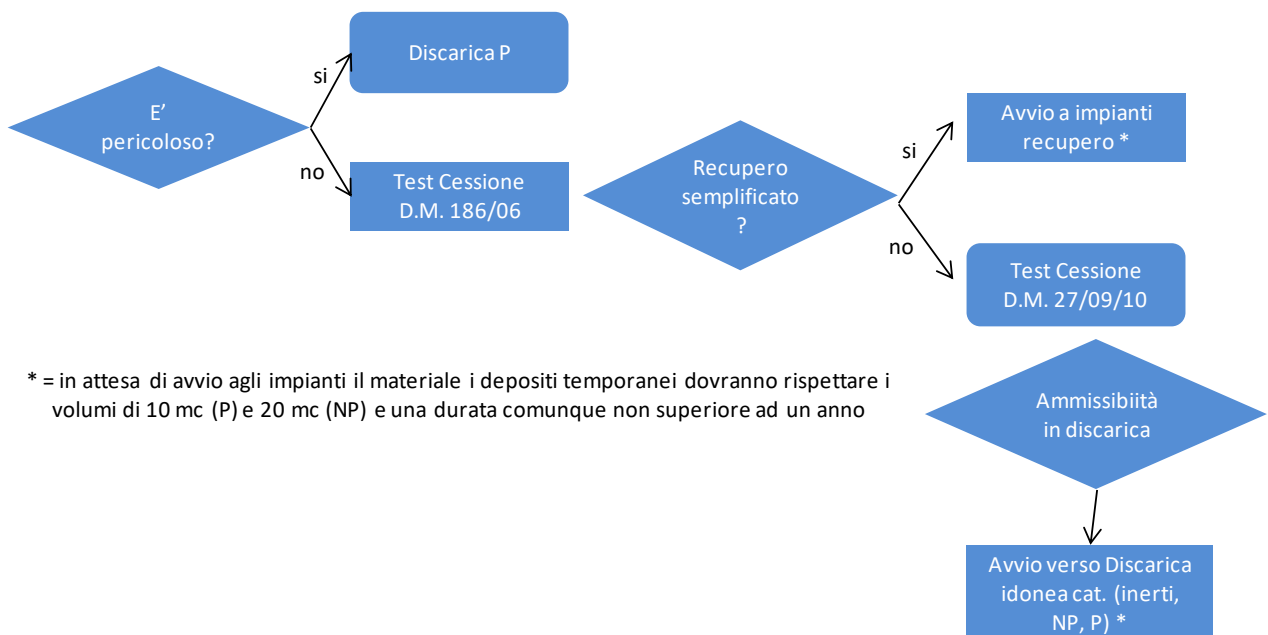 Discarica P
si
E’
pericoloso?
no
Test Cessione
D.M. 186/06
Recupero
semplificato
?
si
Avvio a impianti
recupero *
no
Test Cessione
D.M. 27/09/10
* = in attesa di avvio agli impianti il materiale i depositi temporanei dovranno rispettare i
volumi di 10 mc (P) e 20 mc (NP) e una durata comunque non superiore ad un anno
Ammissibiità
in discarica
Avvio verso Discarica
idonea cat. (inerti,
NP, P) *